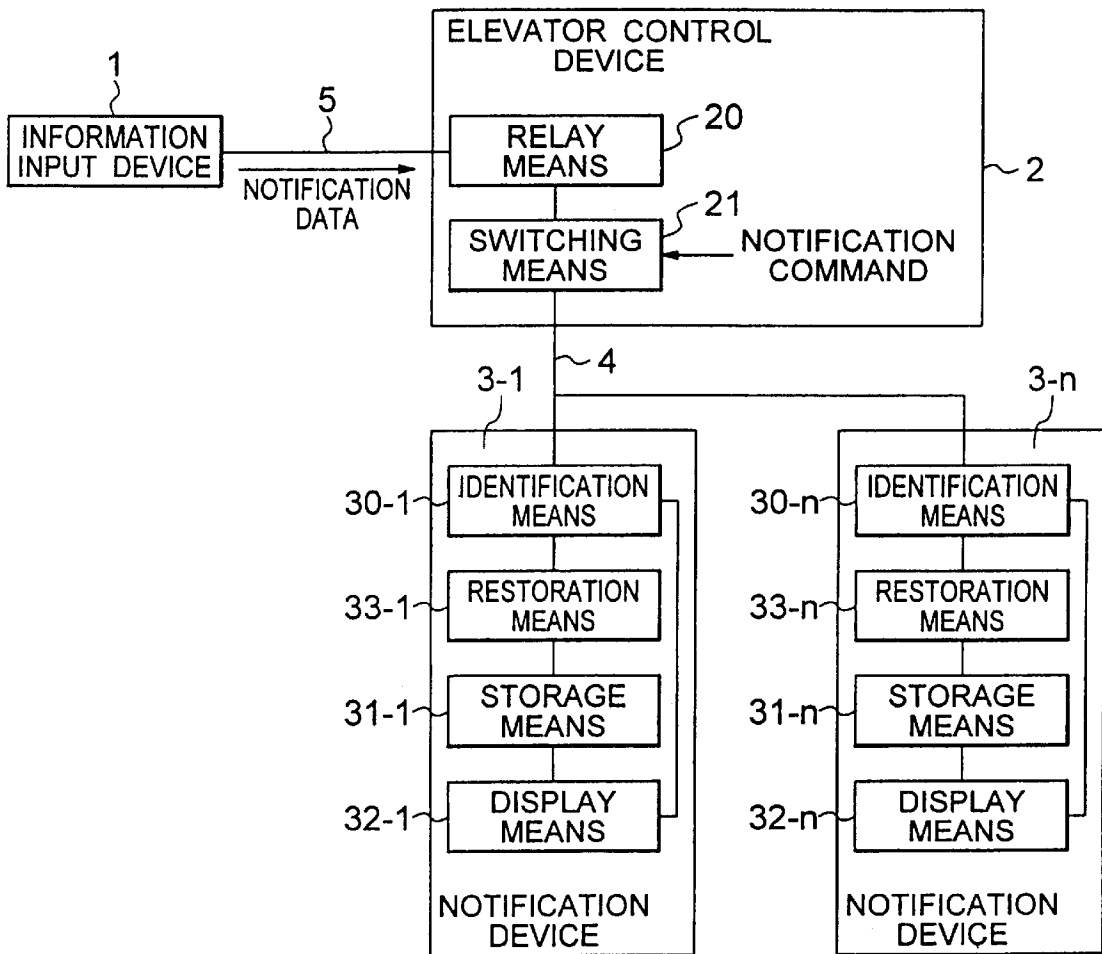 ELEVATOR CONTROL
DEVICE
1
INFORMATION
INPUT DEVICE
5
NOTIFICATION
DATA
RELAY
MEANS
20
2
SWITCHING
MEANS
21
NOTIFICATION
COMMAND
4
3-1
3-n
30-1
IDENTIFICATION
MEANS
33-1
RESTORATION
MEANS
31-1
STORAGE
MEANS
32-1
DISPLAY
MEANS
NOTIFICATION
DEVICE
30-n
IDENTIFICATION
MEANS
33-n
RESTORATION
MEANS
31-n
STORAGE
MEANS
32-n
DISPLAY
MEANS
NOTIFICATION
DEVICE